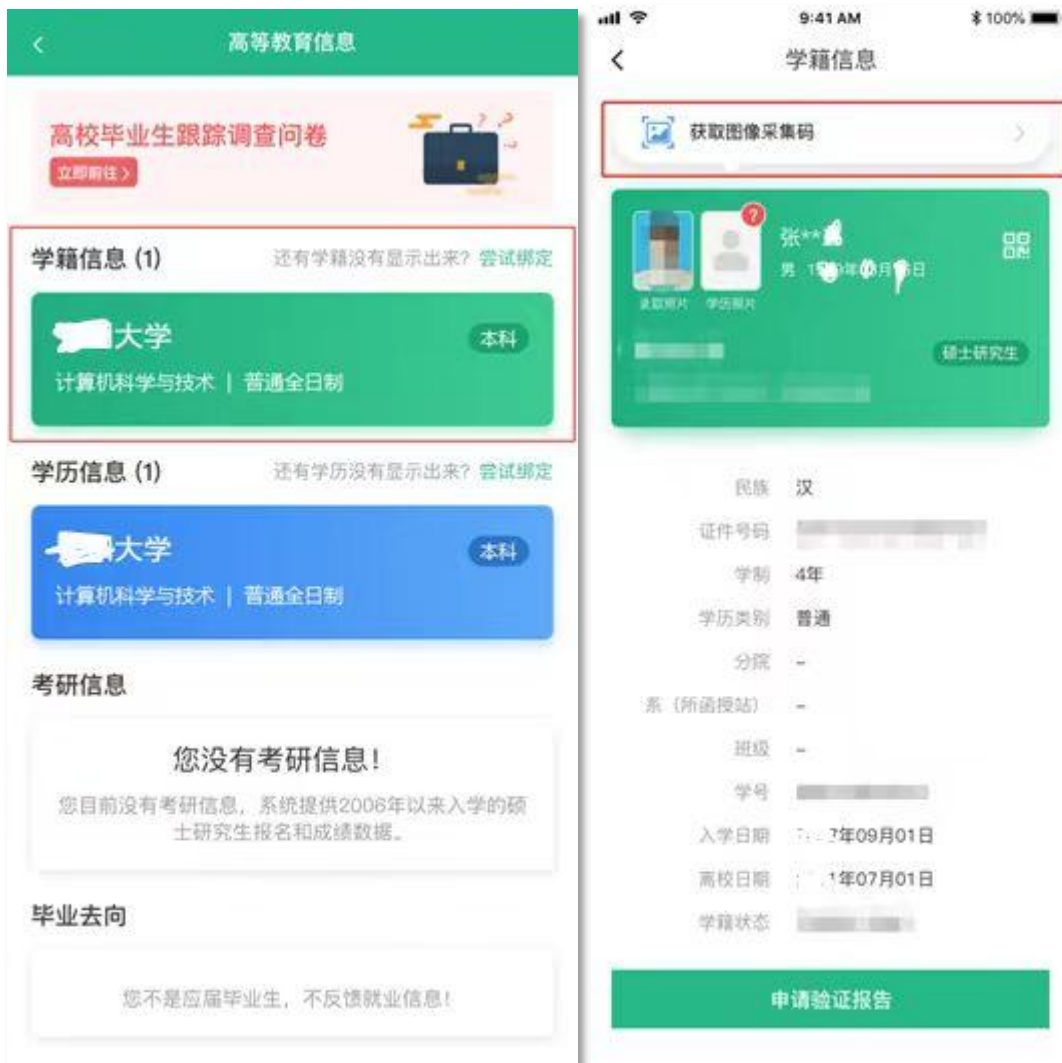 高等教育信息
高校毕业生跟踪调查问卷
立即前往 >
学籍信息 (1)
还有学籍没有显示出来？尝试绑定
大学
本科
计算机科学与技术 | 普通全日制
学历信息 (1)
还有学历没有显示出来？尝试绑定
大学
本科
计算机科学与技术 | 普通全日制
考研信息
您没有考研信息！
您目前没有考研信息，系统提供2006年以来入学的硕
士研究生报名和成绩数据。
毕业去向
您不是应届毕业生，不反馈就业信息！
9:41 AM
100%
学籍信息
获取图像采集码
?
张**
男
录取照片
学历照片
硕士研究生
民族 汉
证件号码
学制 4年
学历类别 普通
分院 -
系（所函授站） -
班级 -
学号
入学日期 年09月01日
离校日期 年07月01日
学籍状态
申请验证报告